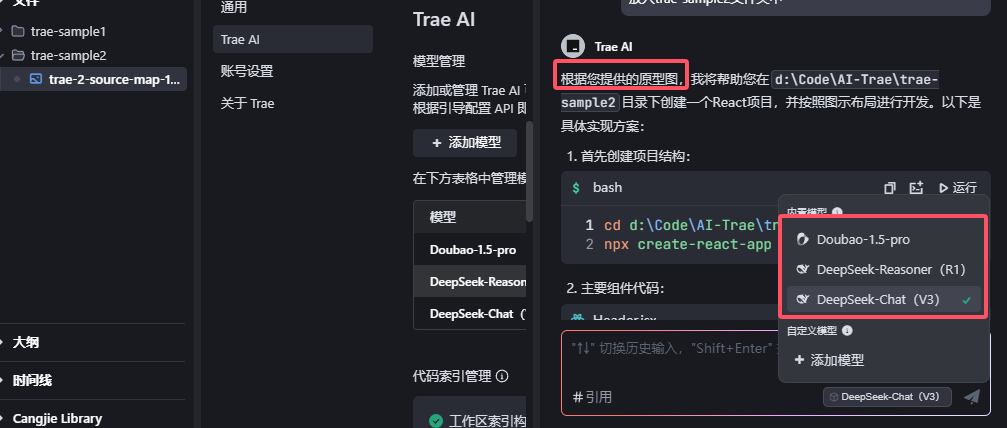 文件
trae-sample1
trae-sample2
trae-2-source-map-1...
大纲
时间线
Cangjie Library
通用
Trae AI
账号设置
关于 Trae
Trae AI
模型管理
添加或管理 Trae AI
根据引导配置 API 即
+ 添加模型
在下方表格中管理模
模型
Doubao-1.5-pro
DeepSeek-Reason
DeepSeek-Chat (
代码索引管理
工作区索引构
放入trae-sample2文件夹中
Trae AI
根据您提供的原型图，我将帮助您在 d:\Code\AI-Trae\trae-
sample2 目录下创建一个React项目，并按照图示布局进行开发。以下是
具体实现方案：
1. 首先创建项目结构：
$ bash
运行
1 cd d:\Code\AI-Trae\tr
2 npx create-react-app
2. 主要组件代码：
Header.jsx
内置模型
Doubao-1.5-pro
DeepSeek-Reasoner（R1）
DeepSeek-Chat（V3）
自定义模型
+ 添加模型
"↑↓" 切换历史输入，"Shift+Enter"
#引用
DeepSeek-Chat（V3）